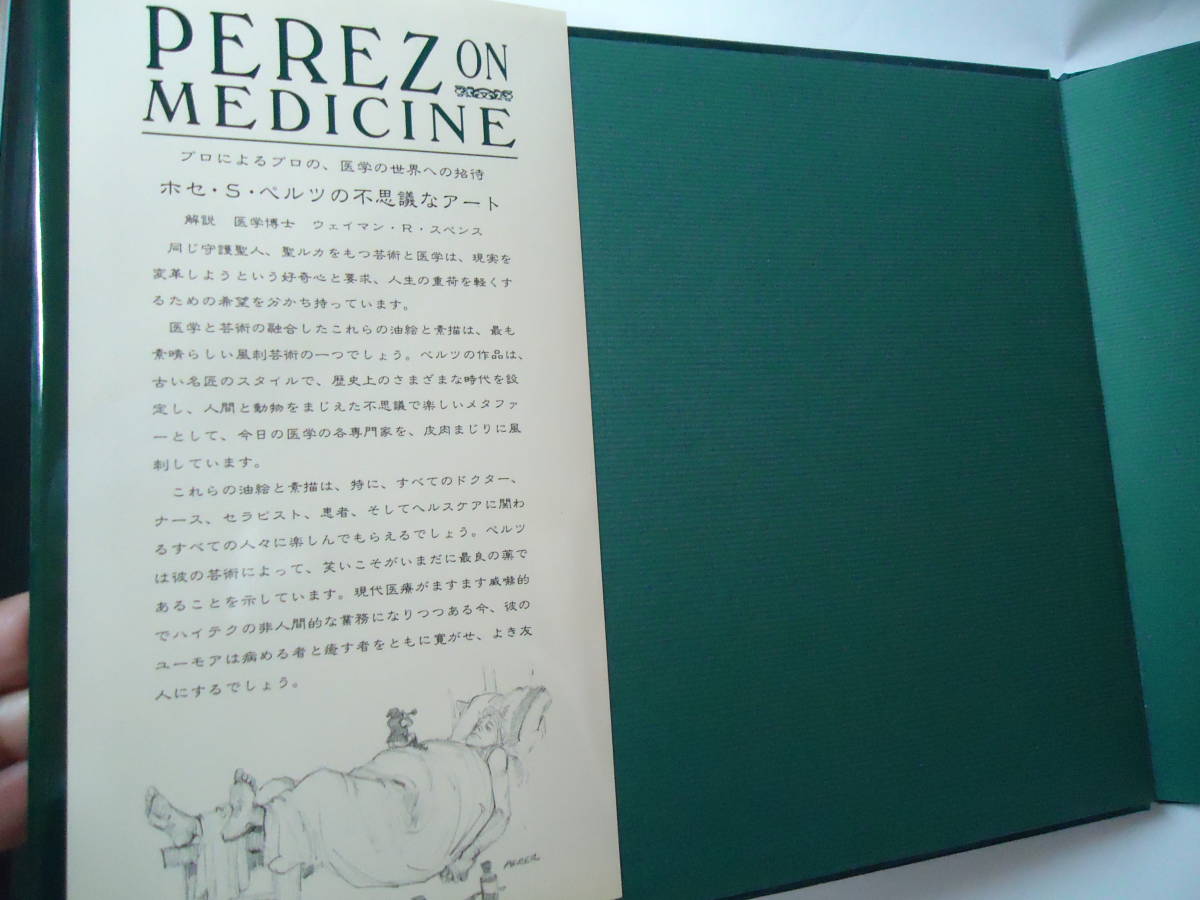 PEREZ ON
MEDICINE
プロによるプロの、医学の世界への招待
ホセ・S・ペルツの不思議なアート
解説　医学博士　ウェイマン・R・スペンス
同じ守護聖人、聖ルカをもつ芸術と医学は、現実を
変革しようという好奇心と要求、人生の重荷を軽くす
るための希望を分かち持っています。
医学と芸術の融合したこれらの油絵と素描は、最も
素晴らしい風刺芸術の一つでしょう。ペルツの作品は、
古い名匠のスタイルで、歴史上のさまざまな時代を設
定し、人間と動物をまじえた不思議で楽しいメタファ
ーとして、今日の医学の各専門家を、皮肉まじりに風
刺しています。
これらの油絵と素描は、特に、すべてのドクター、
ナース、セラピスト、患者、そしてヘルスケアに関わ
るすべての人々に楽しんでもらえるでしょう。ペルツ
は彼の芸術によって、笑いこそがいまだに最良の薬で
あることを示しています。現代医療がますます威嚇的
でハイテクの非人間的な業務になりつつある今、彼の
ユーモアは病める者と癒す者をともに寛がせ、よき友
人にするでしょう。
PEREZ